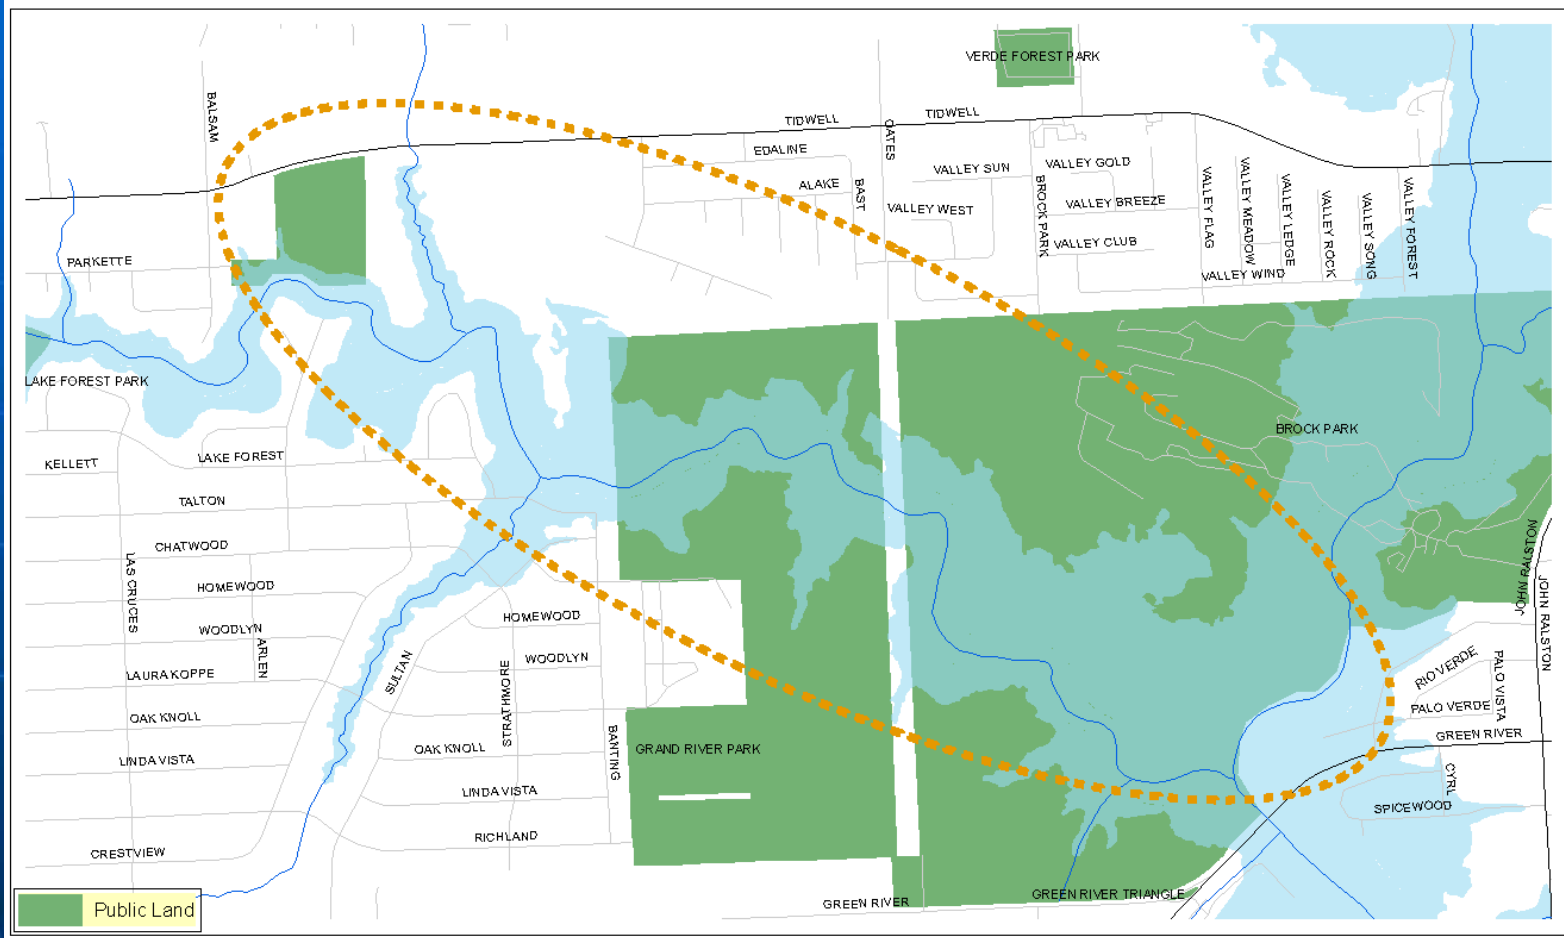 VERDE FOREST PARK
BALSAM
TIDWELL
TIDWELL
OATES
EDALINE
ALAKE
BAST
VALLEY SUN
VALLEY GOLD
VALLEY WEST
VALLEY BREEZE
BROCK PARK
VALLEY CLUB
VALLEY FLAG
VALLEY MEADOW
VALLEY LEDGE
VALLEY ROCK
VALLEY SONG
VALLEY FOREST
VALLEY WIND
PARKETTE
LAKE FOREST PARK
BROCK PARK
KELLETT
LAKE FOREST
TALTON
CHATWOOD
LAS CRUCES
HOMEWOOD
HOMEWOOD
WOODLYN
ARLEN
WOODLYN
LAURA KOPPE
SULTAN
STRATHMORE
JOHN RALSTON
JOHN RALSTON
RIO VERDE
PALO VISTA
PALO VERDE
GREEN RIVER
OAK KNOLL
OAK KNOLL
BANTING
GRAND RIVER PARK
LINDA VISTA
LINDA VISTA
CYRL
SPICEWOOD
RICHLAND
CRESTVIEW
GREEN RIVER
GREEN RIVER TRIANGLE
Public Land